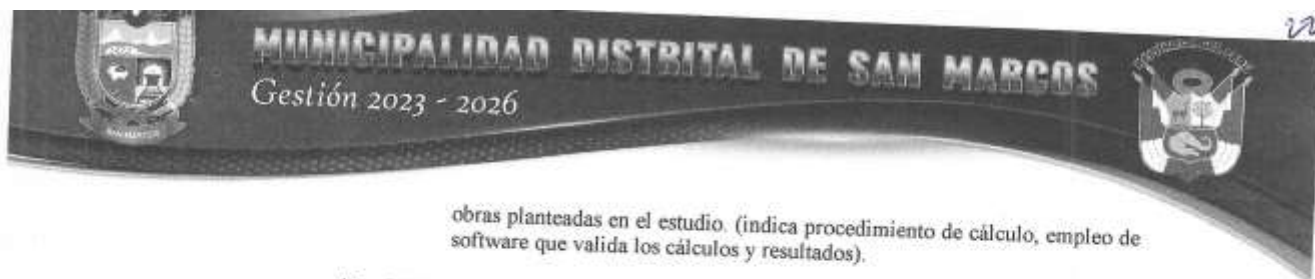 MUNICIPALIDAD DISTRITAL DE SAN MARCOS
Gestión 2023 - 2026
obras planteadas en el estudio. (indica procedimiento de cálculo, empleo de
software que valida los cálculos y resultados).